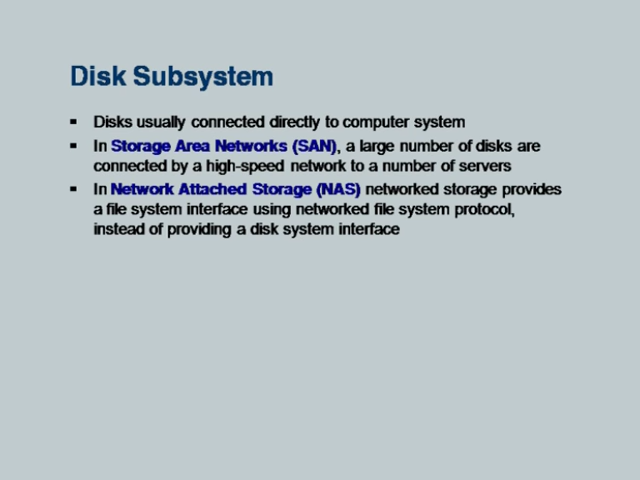 Disk Subsystem
▪ Disks usually connected directly to computer system
▪ In Storage Area Networks (SAN), a large number of disks are
connected by a high-speed network to a number of servers
▪ In Network Attached Storage (NAS) networked storage provides
a file system interface using networked file system protocol,
instead of providing a disk system interface